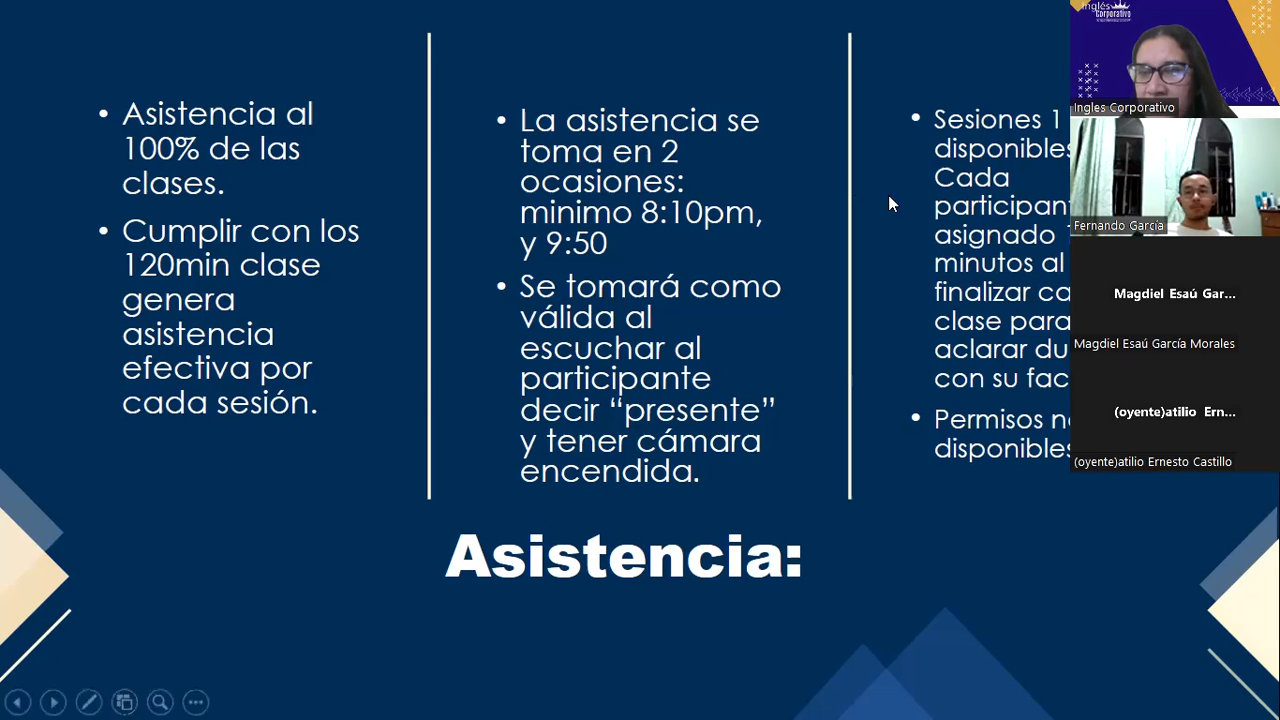 Asistencia al
100% de las
clases.
Cumplir con los
120min clase
genera
asistencia
efectiva por
cada sesión.
La asistencia se
toma en 2
ocasiones:
minimo 8:10pm,
y 9:50
Se tomará como
válida al
escuchar al
participante
decir “presente”
y tener cámara
encendida.
Sesiones 1
disponibles
Cada
participan
asignado
minutos al
finalizar ca
clase para
aclarar du
con su fac
Permisos n
disponibles
Asistencia:
Inglés
corporativo
Ingles Corporativo
Fernando García
Magdiel Esaú Gar...
Magdiel Esaú García Morales
(oyente)atilio Ern...
(oyente)atilio Ernesto Castillo